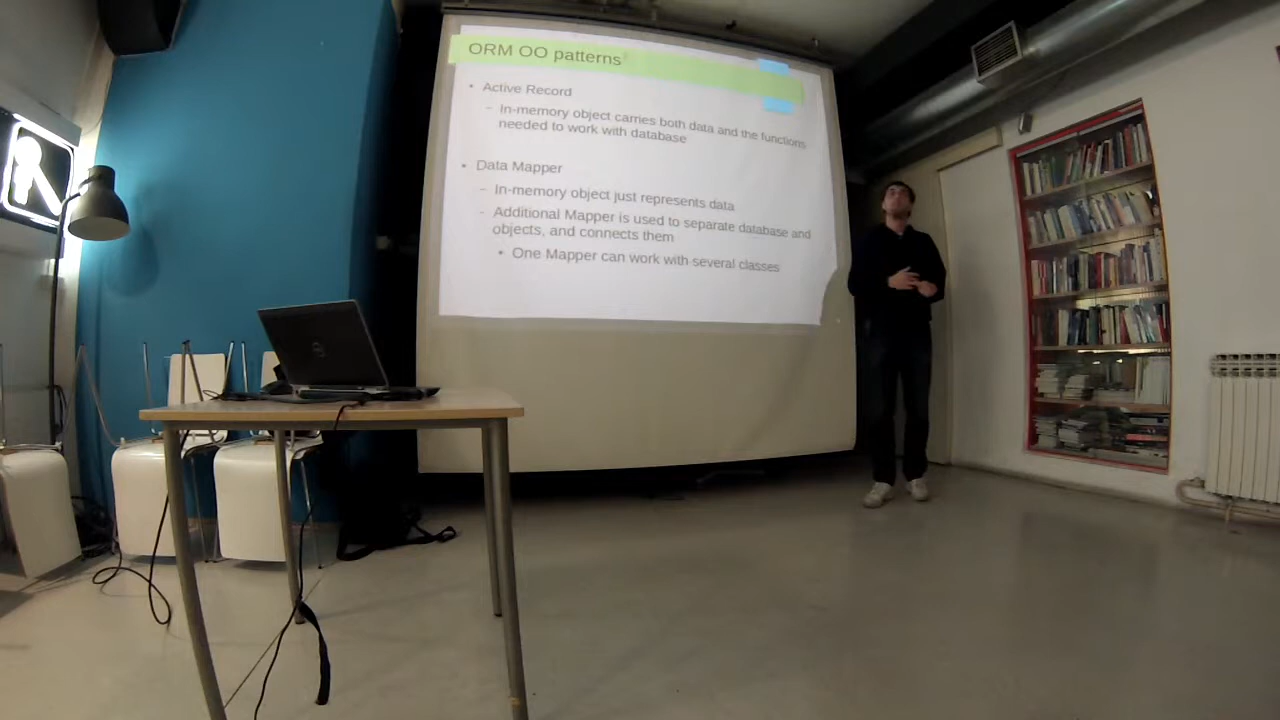 ORM OO patterns
• Active Record
– In-memory object carries both data and the functions
needed to work with database
• Data Mapper
– In-memory object just represents data
– Additional Mapper is used to separate database and
objects, and connects them
• One Mapper can work with several classes